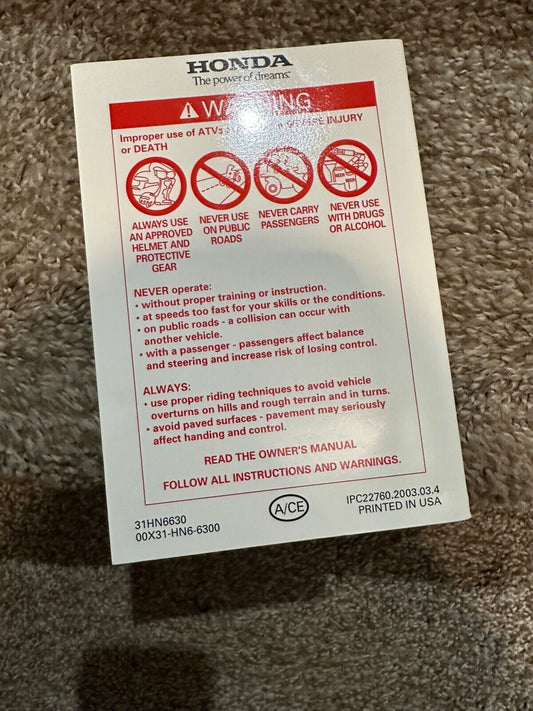 HONDA
The power of dreams
WARNING
Improper use of ATVs INJURY
or DEATH
ALWAYS USE
AN APPROVED
HELMET AND
PROTECTIVE
GEAR
NEVER USE
ON PUBLIC
ROADS
NEVER CARRY
PASSENGERS
NEVER USE
WITH DRUGS
OR ALCOHOL
NEVER operate:
• without proper training or instruction.
• at speeds too fast for your skills or the conditions.
• on public roads - a collision can occur with
another vehicle.
• with a passenger - passengers affect balance
and steering and increase risk of losing control.
ALWAYS:
• use proper riding techniques to avoid vehicle
overturns on hills and rough terrain and in turns.
• avoid paved surfaces - pavement may seriously
affect handing and control.
READ THE OWNER'S MANUAL
FOLLOW ALL INSTRUCTIONS AND WARNINGS.
31HN6630
00X31-HN6-6300
A/CE
IPC22760.2003.03.4
PRINTED IN USA